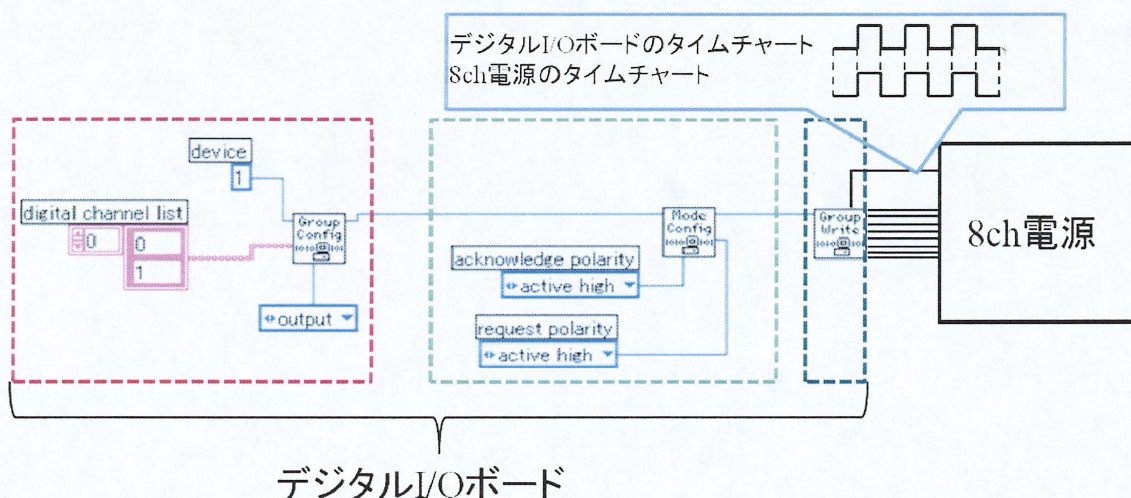 デジタルI/Oボードのタイムチャート
8ch電源のタイムチャート
device
1
digital channel list
0
0
1
Group
Config
output
Mode
Config
acknowledge polarity
active high
request polarity
active high
Group
Write
8ch電源
デジタルI/Oボード